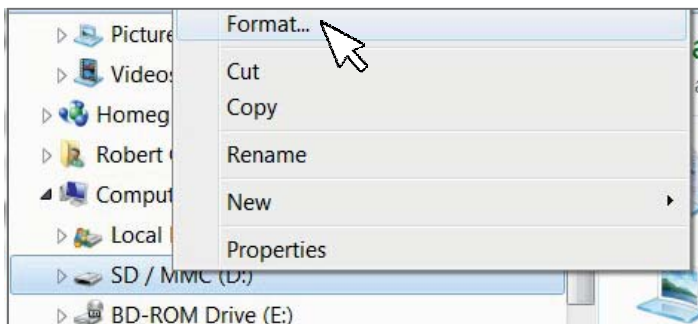 Picture
Format...
Video
Cut
Homeg
Copy
Robert
Rename
Comput
New
Local
Properties
SD / MMC (D:)
BD-ROM Drive (E:)